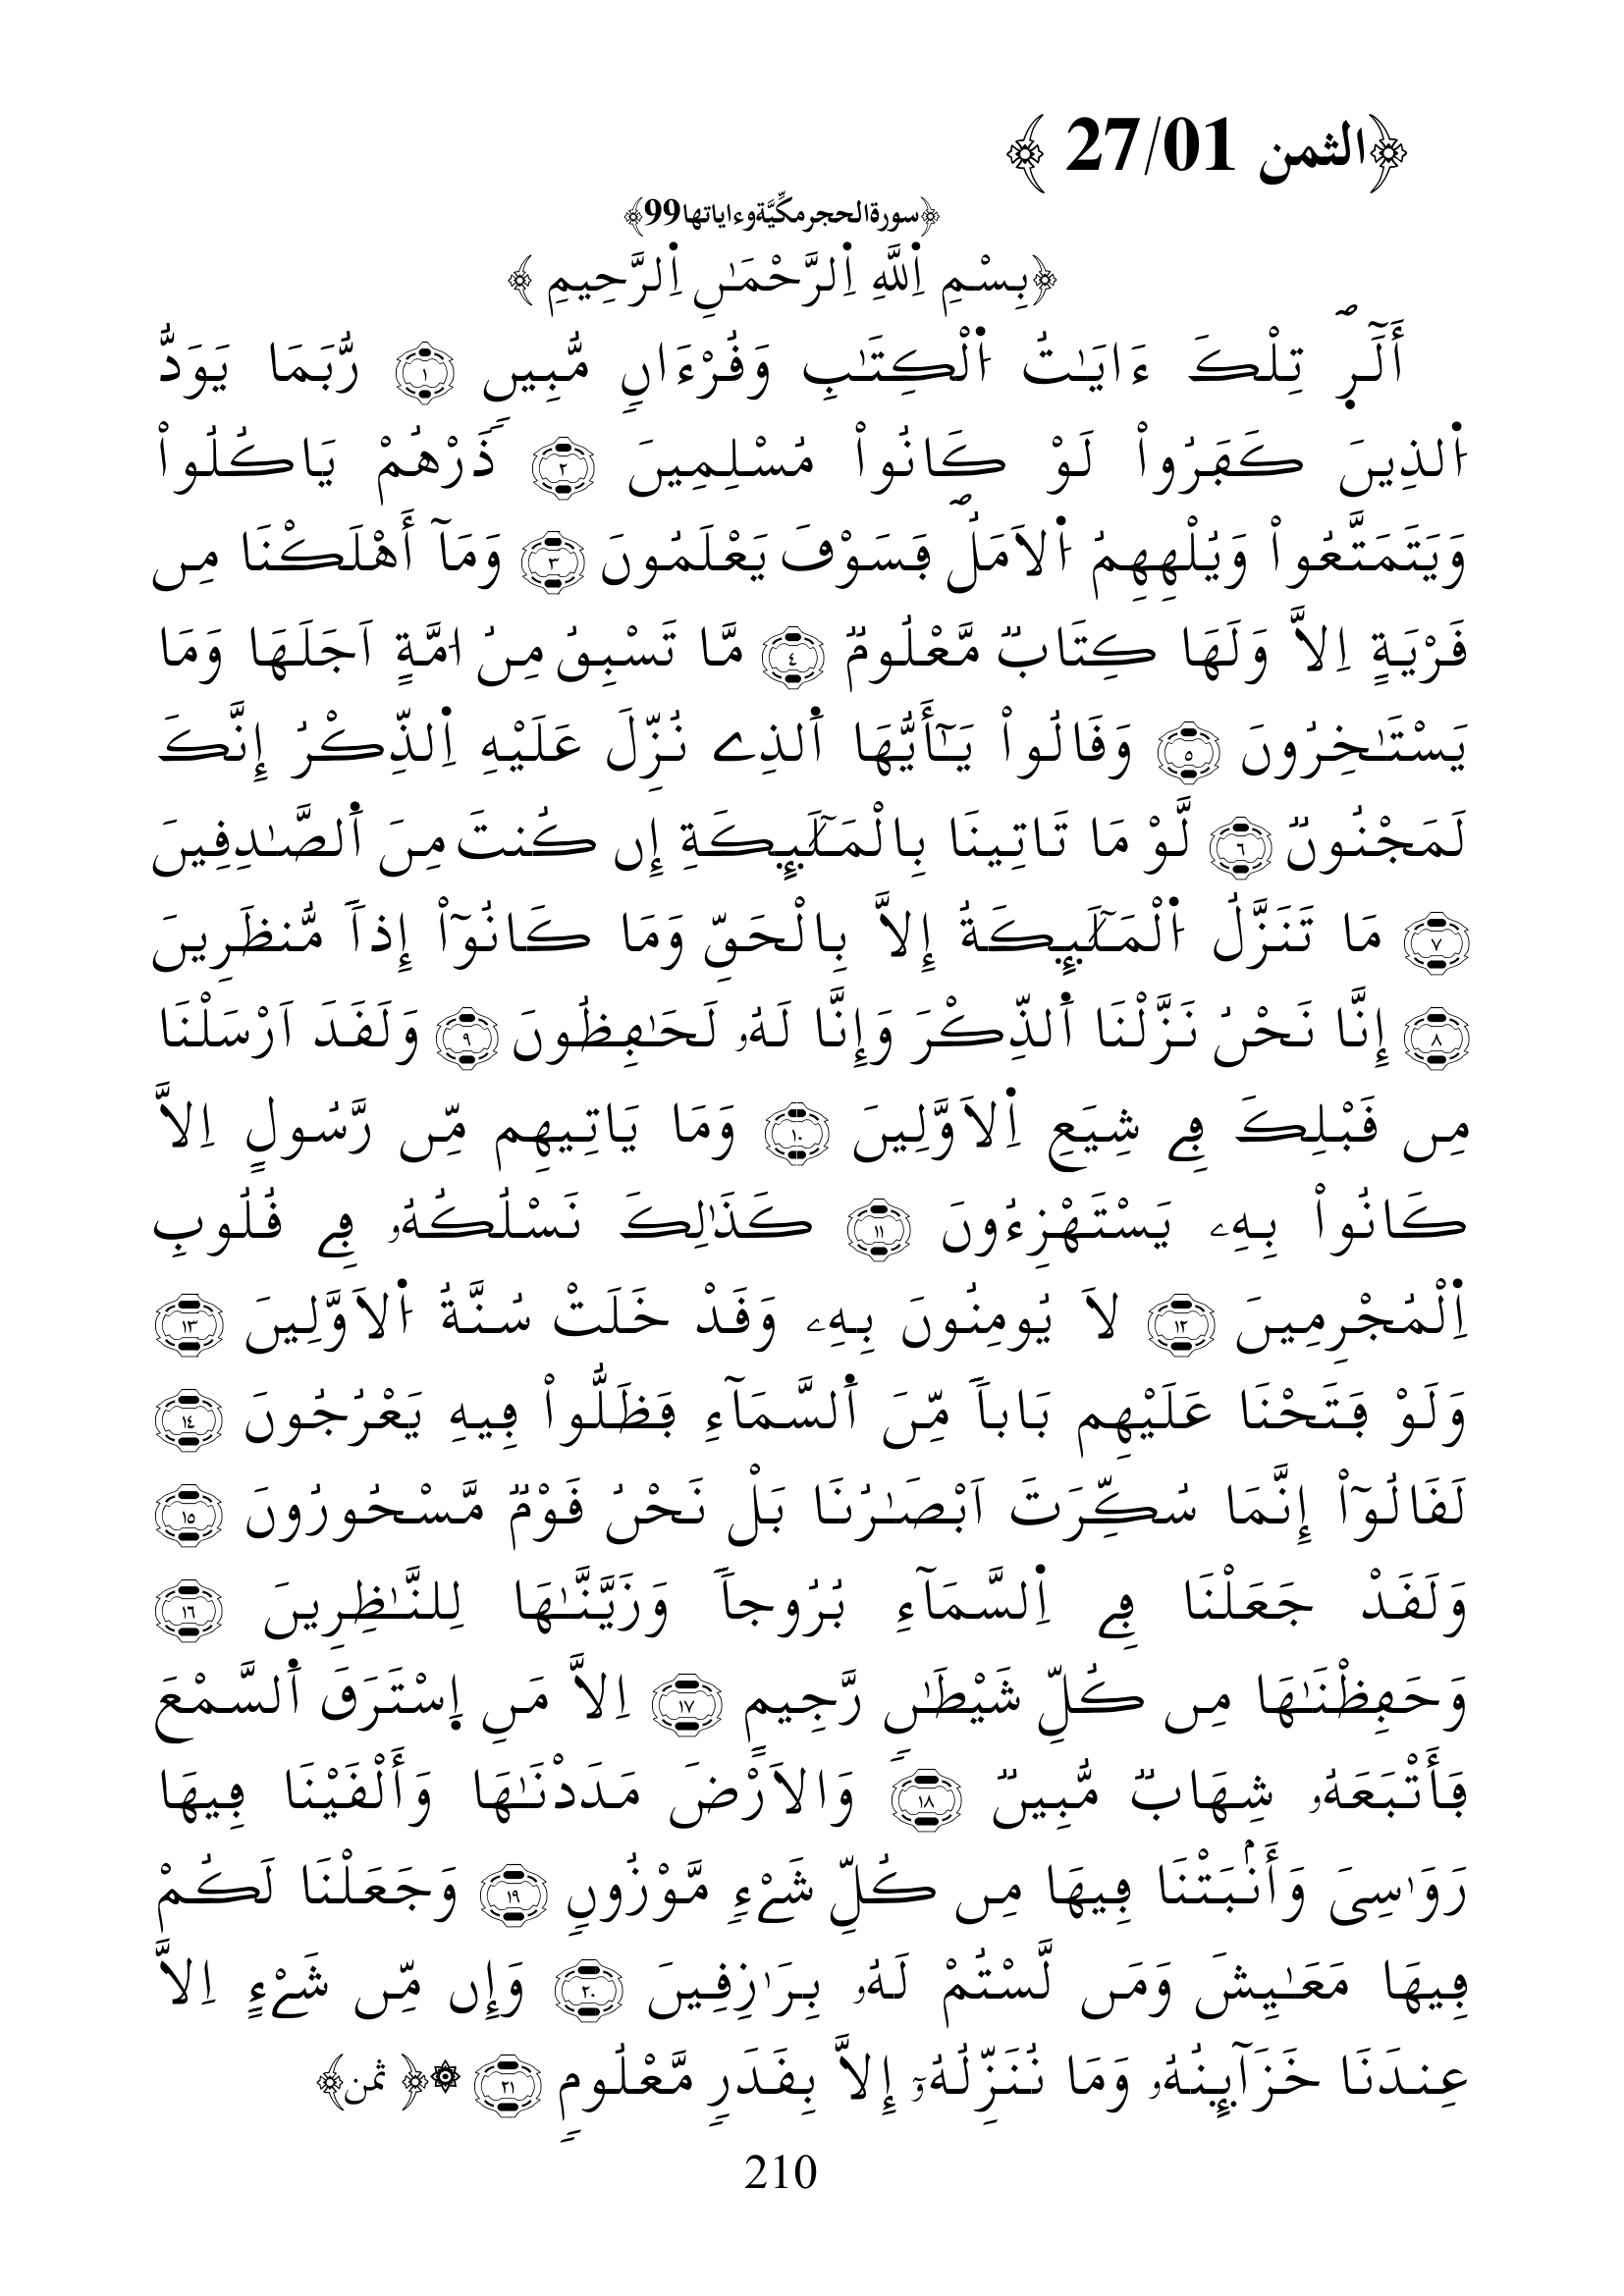 ﴿الثمن 27/01 ﴾
﴿سورة الحجر مكِّيَّة وءاياتها 99﴾
﴿بِسْمِ اِ۬للَّهِ اِ۬لرَّحْمَٰنِ اِ۬لرَّحِيمِ ﴾
أَلَٓر۪ۖ تِلْكَ ءَايَٰتُ اُ۬لْكِتَٰبِ وَقُرْءَانٖ مُّبِينٖ ١ رُّبَمَا يَوَدُّ
اُ۬لذِينَ كَفَرُواْ لَوْ كَانُواْ مُسْلِمِينَۖ ٢ ذَرْهُمْ يَاكُلُواْ
وَيَتَمَتَّعُواْ وَيُلْهِهِمُ اُ۬لَامَلُۖ فَسَوْفَ يَعْلَمُونَ ٣ وَمَآ أَهْلَكْنَا مِن
قَرْيَةٍ اِلَّا وَلَهَا كِتَابٞ مَّعْلُومٞ ٤ مَّا تَسْبِقُ مِنُ ا۟مَّةٍ اَجَلَهَا وَمَا
يَسْتَٰخِرُونَ ٥ وَقَالُواْ يَٰٓأَيُّهَا اَ۬لذِے نُزِّلَ عَلَيْهِ اِ۬لذِّكْرُ إِنَّكَ
لَمَجْنُونٞ ٦ لَّوْ مَا تَاتِينَا بِالْمَلَٰٓئِكَةِ إِن كُنتَ مِنَ اَ۬لصَّٰدِقِينَ
٧ مَا تَنَزَّلُ اُ۬لْمَلَٰٓئِكَةُ إِلَّا بِالْحَقِّ وَمَا كَانُوٓاْ إِذاٗ مُّنظَرِينَ
٨ إِنَّا نَحْنُ نَزَّلْنَا اَ۬لذِّكْرَ وَإِنَّا لَهُۥ لَحَٰفِظُونَ ٩ وَلَقَدَ اَرْسَلْنَا
مِن قَبْلِكَ فِے شِيَعِ اِ۬لَاوَّلِينَ ١٠ وَمَا يَاتِيهِم مِّن رَّسُولٍ اِلَّا
كَانُواْ بِهِۦ يَسْتَهْزِءُونَ ١١ كَذَٰلِكَ نَسْلُكُهُۥ فِے قُلُوبِ
اِ۬لْمُجْرِمِينَ ١٢ لَا يُومِنُونَ بِهِۦ وَقَدْ خَلَتْ سُنَّةُ اُ۬لَاوَّلِينَ ١٣
وَلَوْ فَتَحْنَا عَلَيْهِم بَاباٗ مِّنَ اَ۬لسَّمَآءِ فَظَلُّواْ فِيهِ يَعْرُجُونَ ١٤
لَقَالُوٓاْ إِنَّمَا سُكِّرَتَ اَبْصَٰرُنَا بَلْ نَحْنُ قَوْمٞ مَّسْحُورُونَ ١٥
وَلَقَدْ جَعَلْنَا فِے اِ۬لسَّمَآءِ بُرُوجاٗ وَزَيَّنَّٰهَا لِلنَّٰظِرِينَ ١٦
وَحَفِظْنَٰهَا مِن كُلِّ شَيْطَٰنٖ رَّجِيمٍ ١٧ اِلَّا مَنِ اِ۪سْتَرَقَ اَ۬لسَّمْعَ
فَأَتْبَعَهُۥ شِهَابٞ مُّبِينٞۖ ١٨ وَالَارْضَ مَدَدْنَٰهَا وَأَلْقَيْنَا فِيهَا
رَوَٰسِىَ وَأَنۢبَتْنَا فِيهَا مِن كُلِّ شَےْءٖ مَّوْزُونٖ ١٩ وَجَعَلْنَا لَكُمْ
فِيهَا مَعَٰيِشَ وَمَن لَّسْتُمْ لَهُۥ بِرَٰزِقِينَ ٢٠ وَإِن مِّن شَےْءٍ اِلَّا
عِندَنَا خَزَآئِنُهُۥ وَمَا نُنَزِّلُهُۥٓ إِلَّا بِقَدَرٖ مَّعْلُومٖ ٢١ ۞﴿ ثمن﴾
210